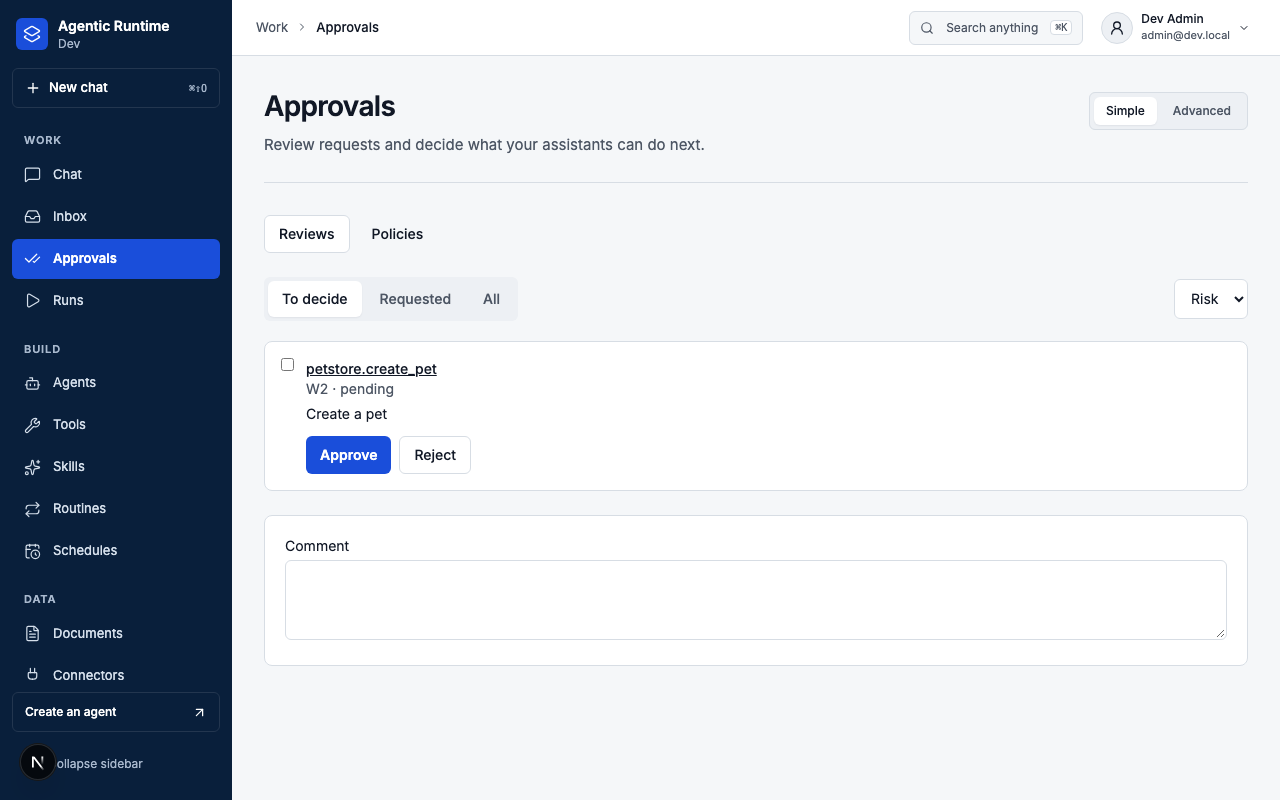 Agentic Runtime
Dev
New chat ⌘⇧O
WORK
Chat
Inbox
Approvals
Runs
BUILD
Agents
Tools
Skills
Routines
Schedules
DATA
Documents
Connectors
Create an agent
N
ollapse sidebar
Work > Approvals
Search anything ⌘K
Dev Admin
admin@dev.local
Approvals
Simple Advanced
Review requests and decide what your assistants can do next.
Reviews Policies
To decide Requested All
Risk
petstore.create_pet
W2 · pending
Create a pet
Approve Reject
Comment